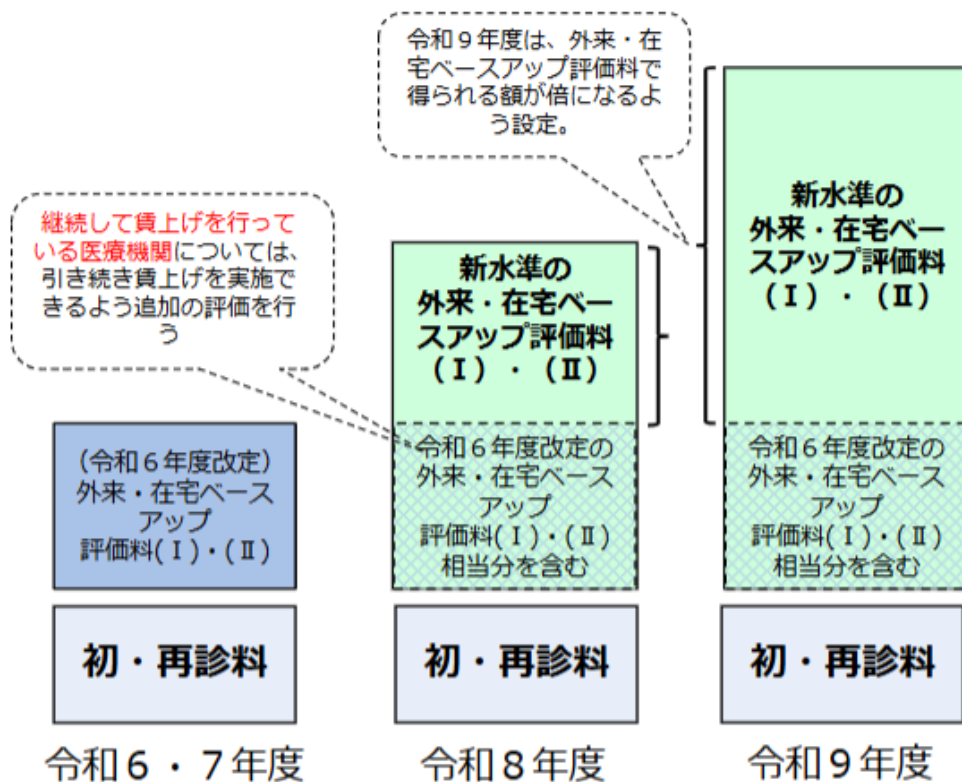 令和９年度は、外来・在
宅ベースアップ評価料で
得られる額が倍になるよ
う設定。
継続して賃上げを行って
いる医療機関については、
引き続き賃上げを実施で
きるよう追加の評価を行
う
（令和６年度改定）
外来・在宅ベース
アップ
評価料(Ⅰ)・(Ⅱ)
初・再診料
令和６・７年度
新水準の
外来・在宅ベー
スアップ評価料
（Ⅰ）・（Ⅱ）
令和６年度改定の
外来・在宅ベース
アップ
評価料(Ⅰ)・(Ⅱ)
相当分を含む
初・再診料
令和８年度
新水準の
外来・在宅ベー
スアップ評価料
（Ⅰ）・（Ⅱ）
令和６年度改定の
外来・在宅ベース
アップ
評価料(Ⅰ)・(Ⅱ)
相当分を含む
初・再診料
令和９年度